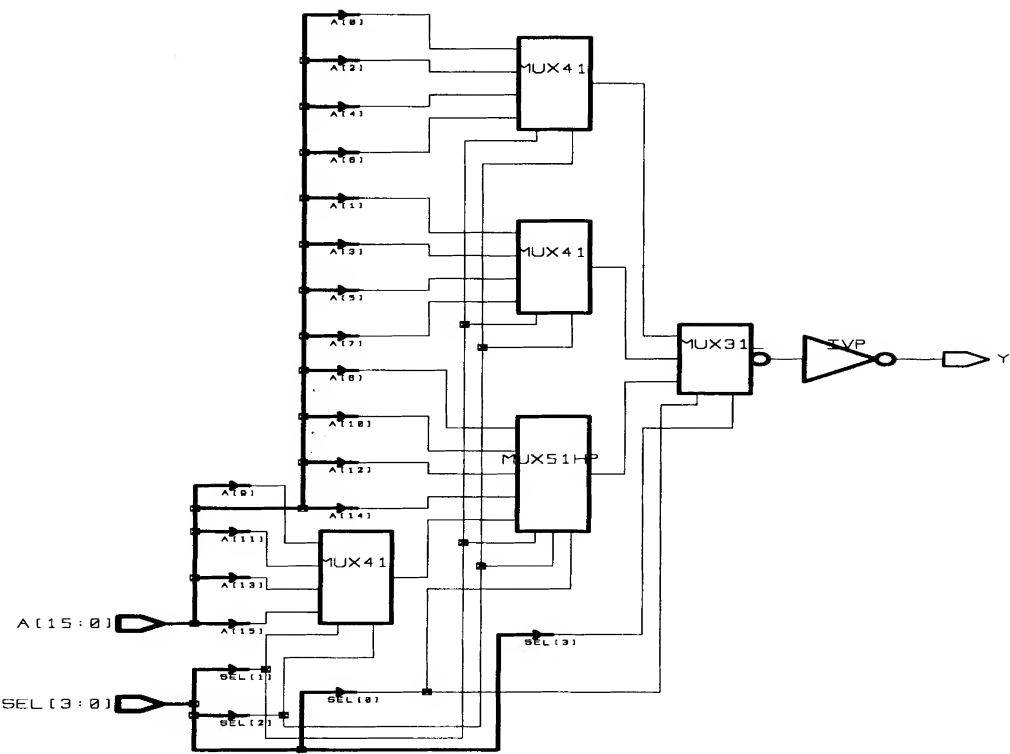 A[0]
A[2]
A[4]
A[6]
MUX41
A[1]
A[3]
A[5]
A[7]
MUX41
A[8]
A[10]
A[12]
A[14]
MUX51HP
MUX31L
IVP
Y
A[9]
A[11]
A[13]
A[15]
MUX41
A[15:0]
SEL[3:0]
SEL[1]
SEL[2]
SEL[0]
SEL[3]